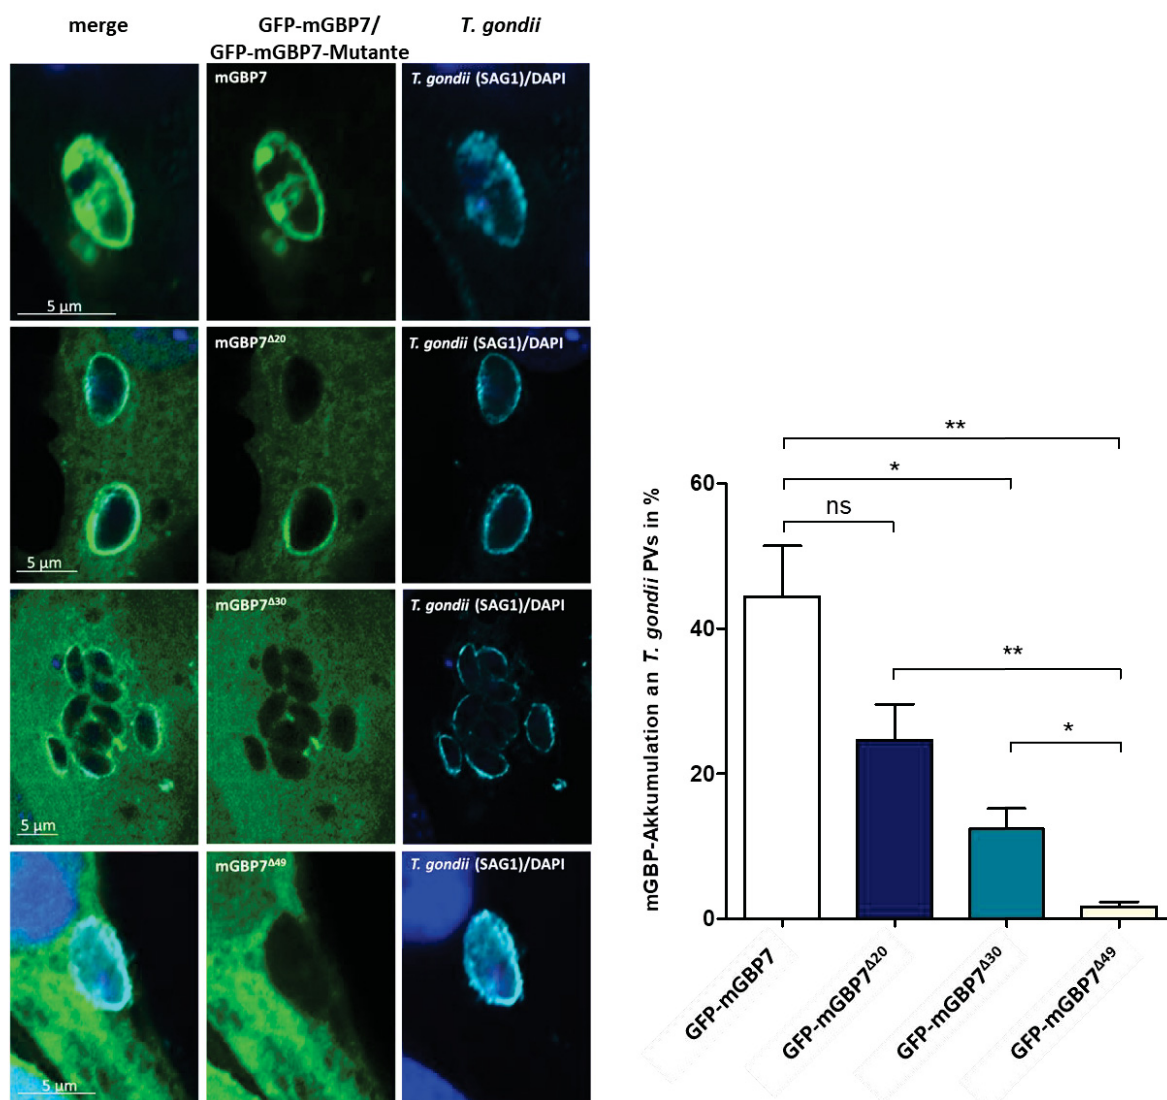 merge
GFP-mGBP7/
GFP-mGBP7-Mutante
T. gondii
mGBP7
T. gondii (SAG1)/DAPI
5 µm
mGBP7Δ20
T. gondii (SAG1)/DAPI
5 µm
mGBP7Δ30
T. gondii (SAG1)/DAPI
5 µm
mGBP7Δ49
T. gondii (SAG1)/DAPI
5 µm
mGBP-Akkumulation an T. gondii PVs in %
60
40
20
0
**
*
ns
**
*
GFP-mGBP7
GFP-mGBP7Δ20
GFP-mGBP7Δ30
GFP-mGBP7Δ49